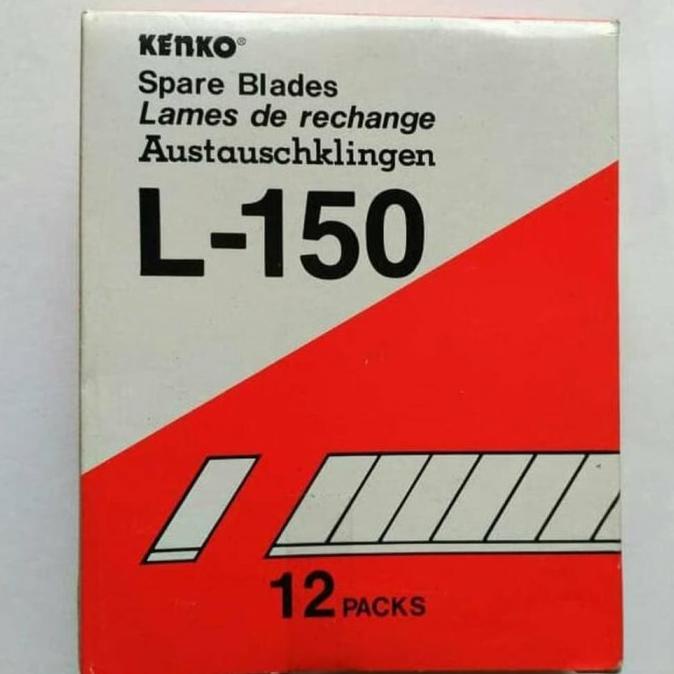 KENKO®
Spare Blades
Lames de rechange
Austauschklingen
L-150
12 PACKS